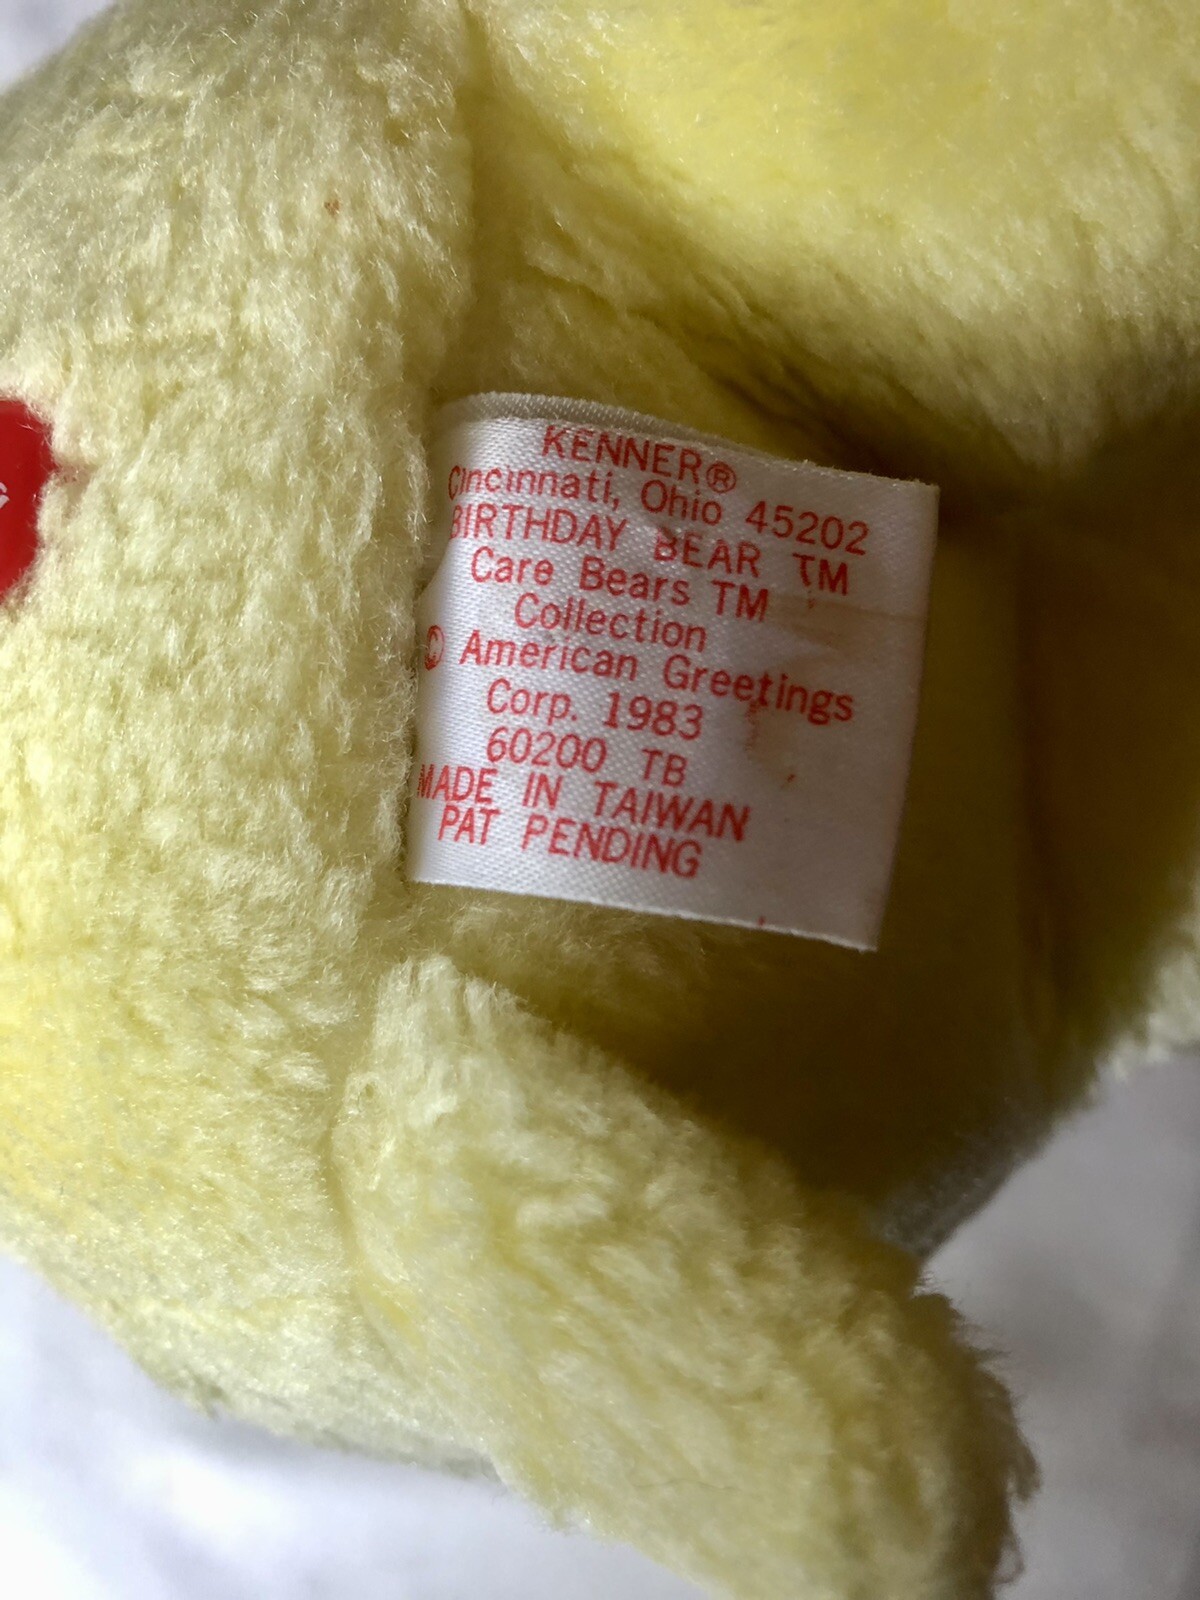 KENNER®
Cincinnati, Ohio 45202
BIRTHDAY BEAR TM
Care Bears TM
Collection
© American Greetings
Corp. 1983
60200 TB
MADE IN TAIWAN
PAT PENDING